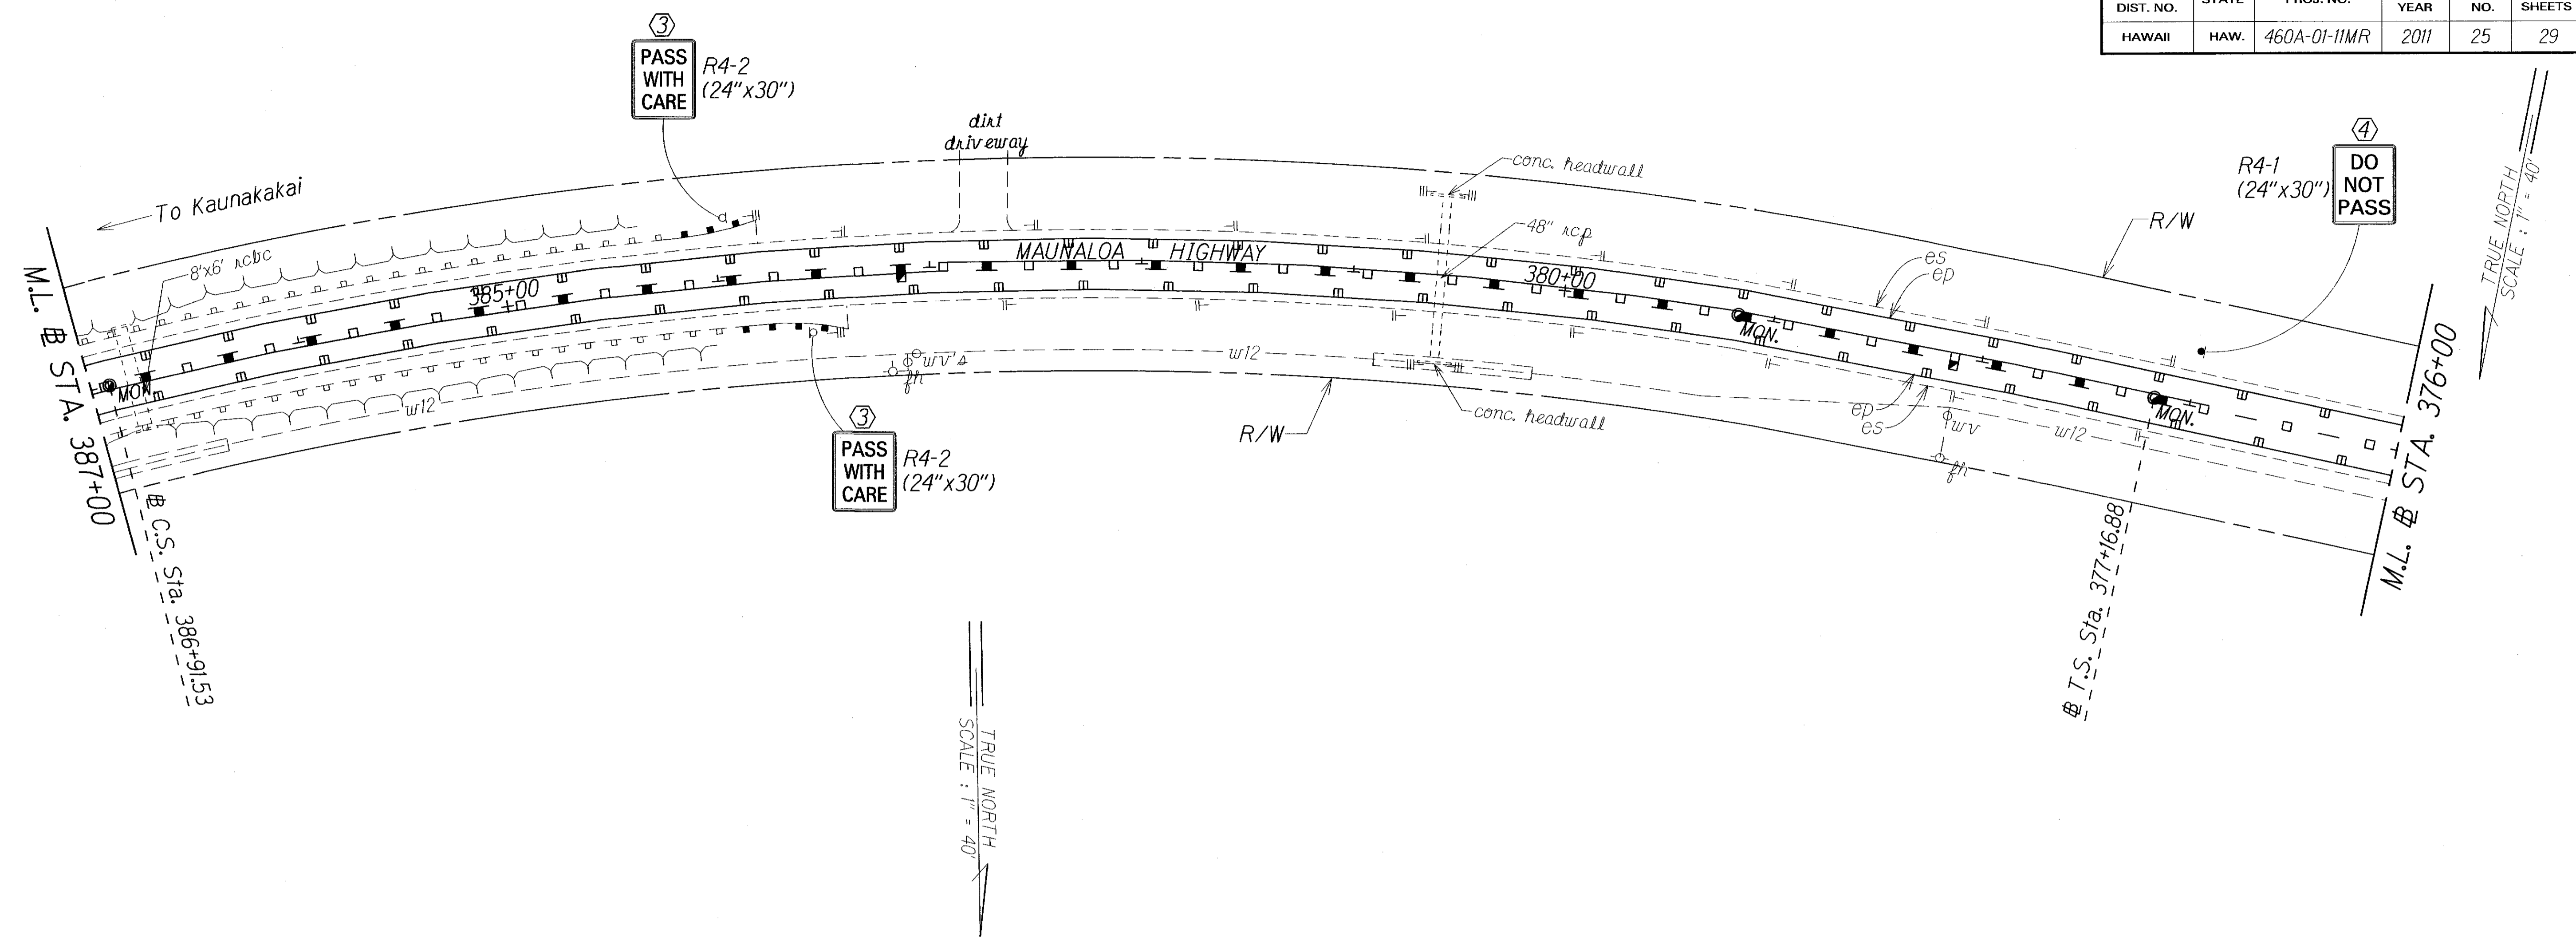 DIST. NO. STATE PROJ. NO. YEAR NO. SHEETS
HAWAII HAW. 460A-01-11MR 2011 25 29
3
PASS
WITH
CARE
R4-2
(24"x30")
dirt
driveway
conc. headwall
4
DO
NOT
PASS
R4-1
(24"x30")
TRUE NORTH
SCALE : 1" = 40'
To Kaunakakai
R/W
48" rcp
8'x6' rcbc
MAUNALOA HIGHWAY
es
ep
385+00
380+00
M.L. B STA. 387+00
MON.
MON.
MON.
M.L. B STA. 376+00
w12
wv's
fh
w12
R/W
conc. headwall
ep
es
wv
fh
w12
3
PASS
WITH
CARE
R4-2
(24"x30")
B C.S. Sta. 386+91.53
B T.S. Sta. 377+16.88
TRUE NORTH
SCALE : 1" = 40'